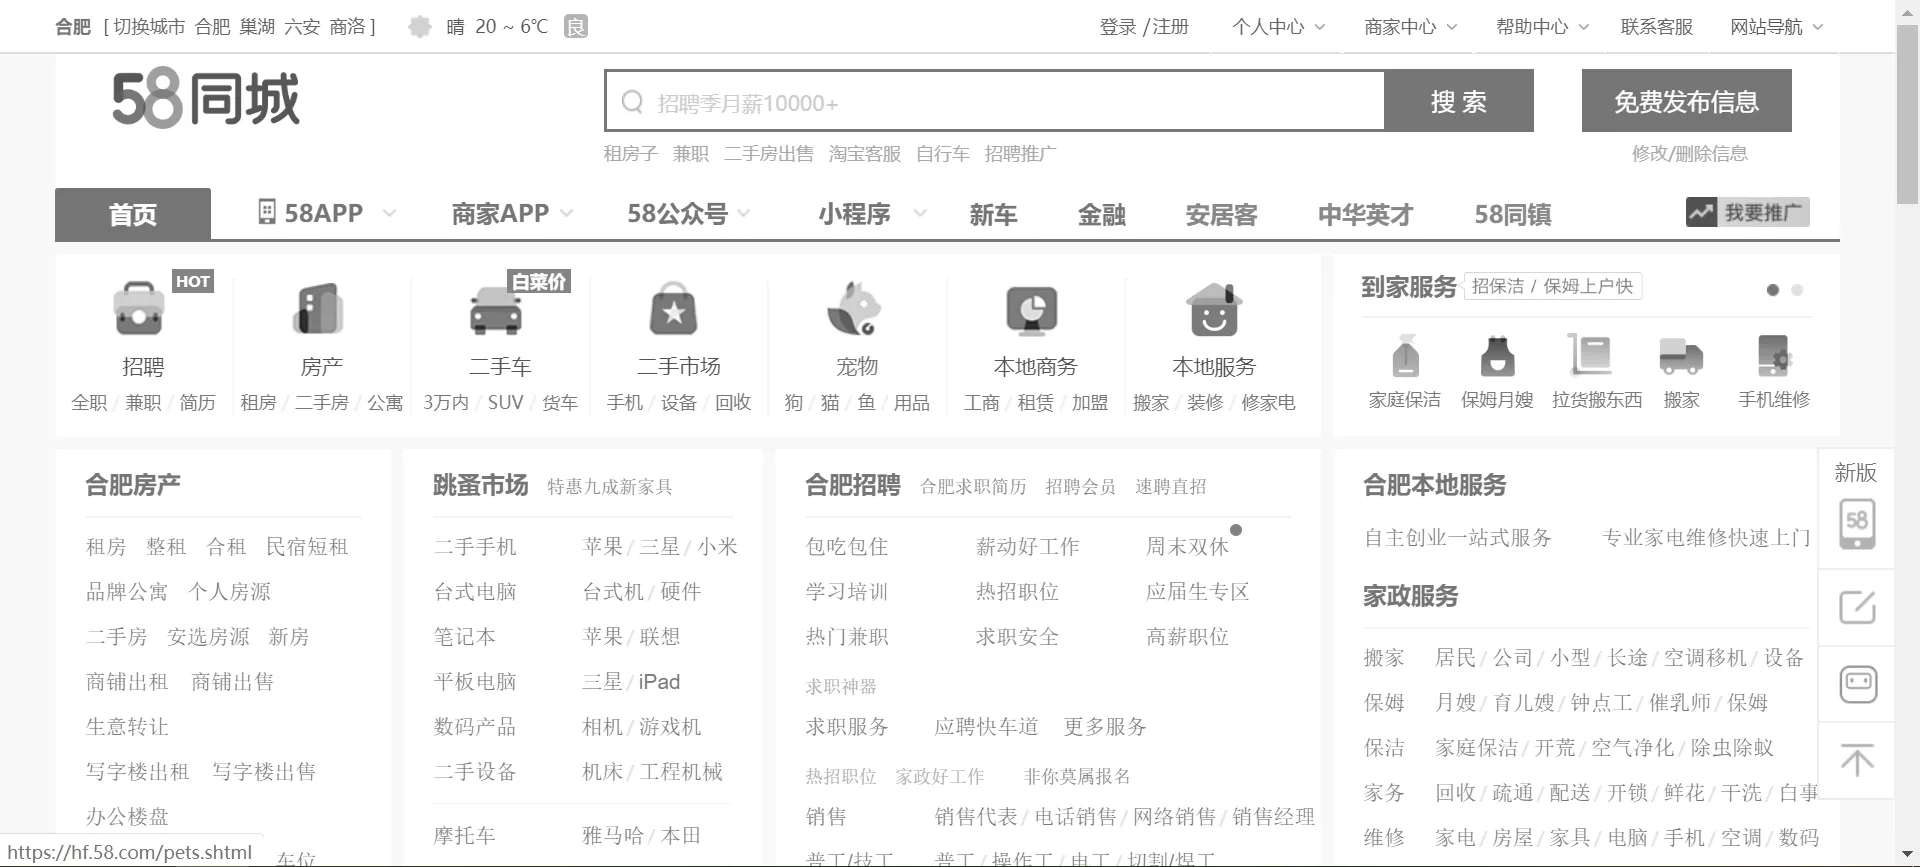 合肥 [ 切换城市 合肥 巢湖 六安 商洛 ] 晴 20 ~ 6℃ 良 登录 / 注册 个人中心 商家中心 帮助中心 联系客服 网站导航
58同城
招聘季月薪10000+ 搜 索 免费发布信息
租房子 兼职 二手房出售 淘宝客服 自行车 招聘推广 修改/删除信息
首页 58APP 商家APP 58公众号 小程序 新车 金融 安居客 中华英才 58同镇 我要推广
HOT 白菜价
招聘 房产 二手车 二手市场 宠物 本地商务 本地服务
全职 / 兼职 / 简历 租房 / 二手房 / 公寓 3万内 / SUV / 货车 手机 / 设备 / 回收 狗 / 猫 / 鱼 / 用品 工商 / 租赁 / 加盟 搬家 / 装修 / 修家电
到家服务 招保洁 / 保姆上户快
家庭保洁 保姆月嫂 拉货搬东西 搬家 手机维修
合肥房产
租房 整租 合租 民宿短租
品牌公寓 个人房源
二手房 安选房源 新房
商铺出租 商铺出售
生意转让
写字楼出租 写字楼出售
办公楼盘
车位
跳蚤市场 特惠九成新家具
二手手机 苹果 / 三星 / 小米
台式电脑 台式机 / 硬件
笔记本 苹果 / 联想
平板电脑 三星 / iPad
数码产品 相机 / 游戏机
二手设备 机床 / 工程机械
摩托车 雅马哈 / 本田
合肥招聘 合肥求职简历 招聘会员 速聘直招
包吃包住 薪动好工作 周末双休
学习培训 热招职位 应届生专区
热门兼职 求职安全 高薪职位
求职神器
求职服务 应聘快车道 更多服务
热招职位 家政好工作 非你莫属报名
销售 销售代表 / 电话销售 / 网络销售 / 销售经理
普工/技工 普工 / 操作工 / 电工 / 切割/焊工
合肥本地服务
自主创业一站式服务 专业家电维修快速上门
家政服务
搬家 居民 / 公司 / 小型 / 长途 / 空调移机 / 设备
保姆 月嫂 / 育儿嫂 / 钟点工 / 催乳师 / 保姆
保洁 家庭保洁 / 开荒 / 空气净化 / 除虫除蚁
家务 回收 / 疏通 / 配送 / 开锁 / 鲜花 / 干洗 / 白事
维修 家电 / 房屋 / 家具 / 电脑 / 手机 / 空调 / 数码
新版
58
https://hf.58.com/pets.shtml